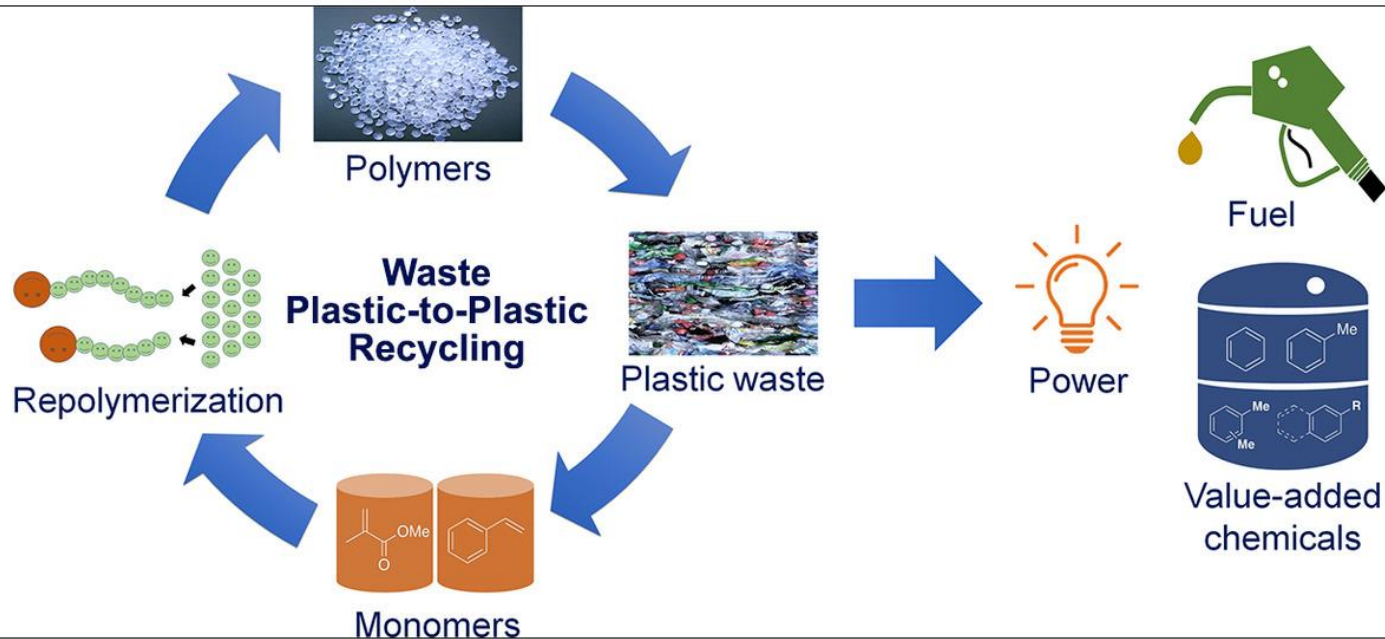 Polymers
Waste
Plastic-to-Plastic
Recycling
Repolymerization
Plastic waste
OMe
O
Monomers
Power
Fuel
Me
Me
Me
R
Value-added
chemicals